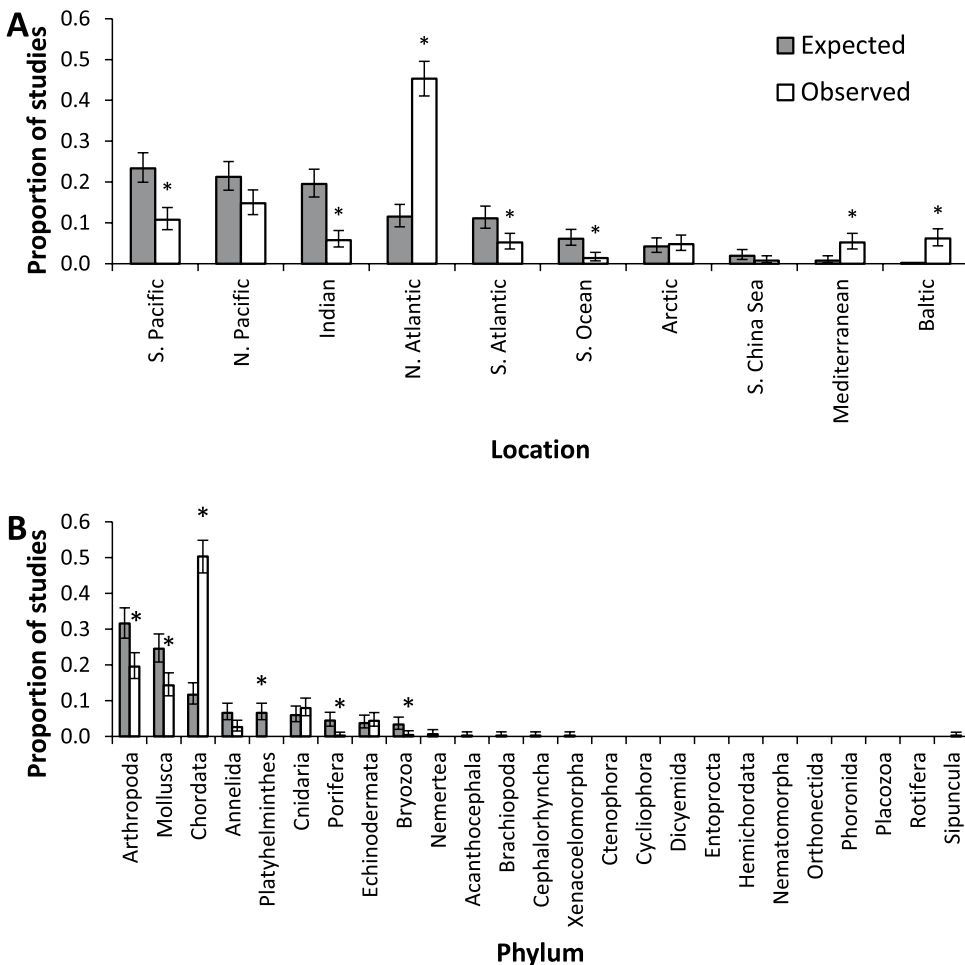 A
Proportion of studies
0.6
0.5
0.4
0.3
0.2
0.1
0.0
Expected
Observed
*
*
*
*
*
*
*
S. Pacific
N. Pacific
Indian
N. Atlantic
S. Atlantic
S. Ocean
Arctic
S. China Sea
Mediterranean
Baltic
Location
B
Proportion of studies
0.6
0.5
0.4
0.3
0.2
0.1
0.0
*
*
*
*
*
*
Arthropoda
Mollusca
Chordata
Annelida
Platyhelminthes
Cnidaria
Porifera
Echinodermata
Bryozoa
Nemertea
Acanthocephala
Brachiopoda
Cephalorhyncha
Xenacoelomorpha
Ctenophora
Cycliophora
Dicyemida
Entoprocta
Hemichordata
Nematomorpha
Orthonectida
Phoronida
Placozoa
Rotifera
Sipuncula
Phylum